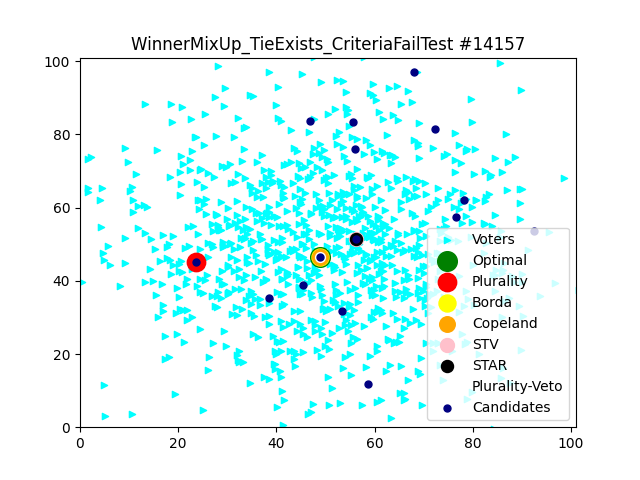 WinnerMixUp_TieExists_CriteriaFailTest #14157
100
80
60
40
20
0
0 20 40 60 80 100
Voters
Optimal
Plurality
Borda
Copeland
STV
STAR
Plurality-Veto
Candidates